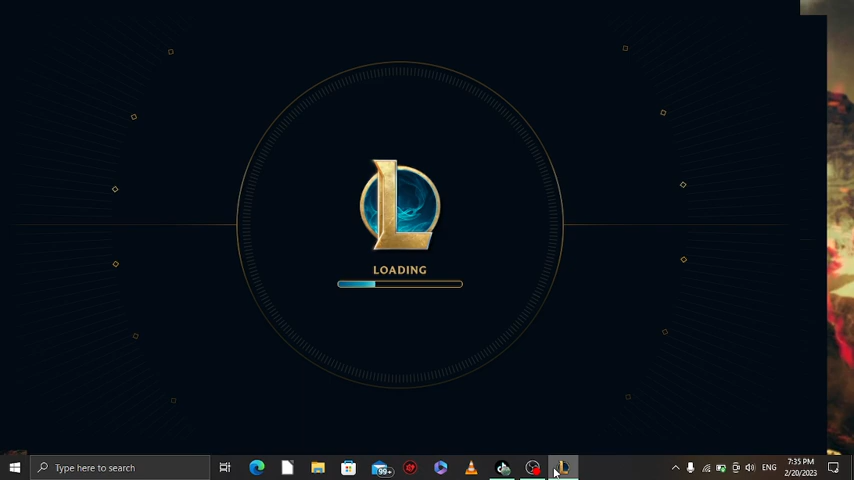 LOADING
Type here to search
99+
ENG
7:35 PM
2/20/2023